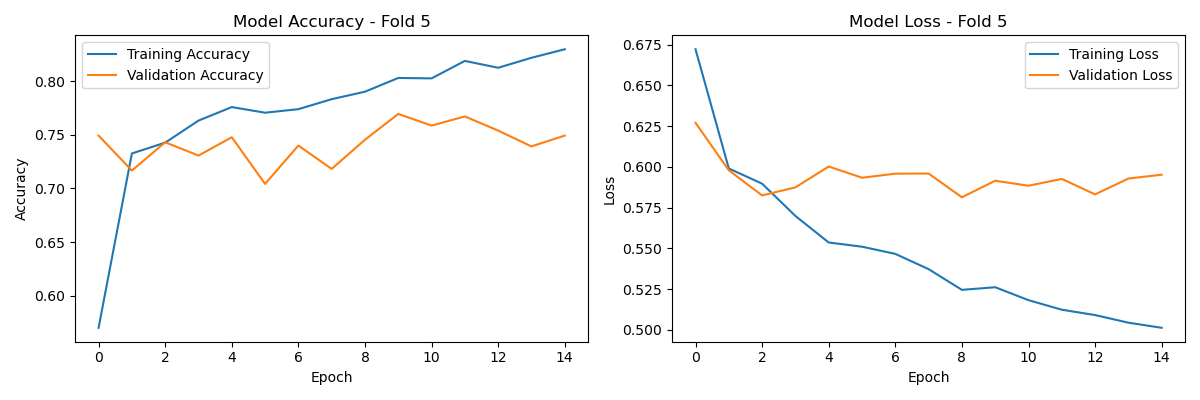 Model Accuracy - Fold 5
Training Accuracy
Validation Accuracy
0.80
0.75
0.70
0.65
0.60
Accuracy
0 2 4 6 8 10 12 14
Epoch
Model Loss - Fold 5
Training Loss
Validation Loss
0.675
0.650
0.625
0.600
0.575
0.550
0.525
0.500
Loss
0 2 4 6 8 10 12 14
Epoch